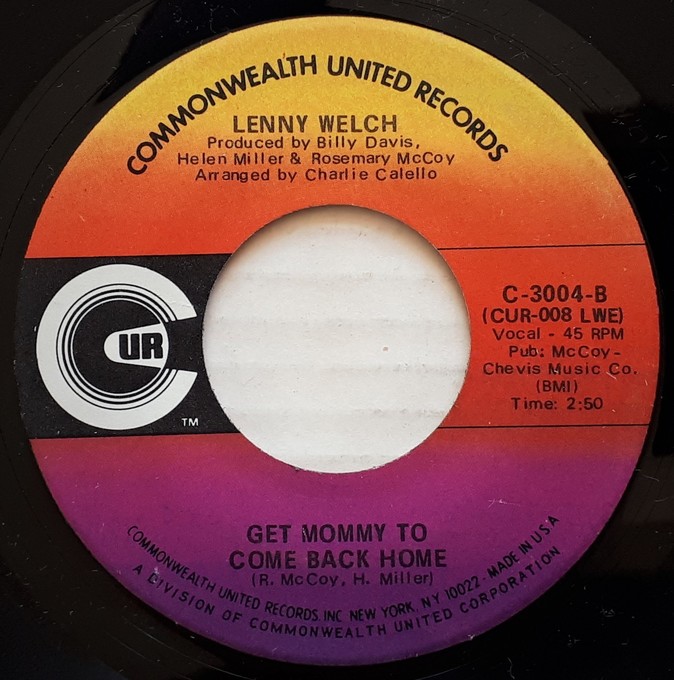 COMMONWEALTH UNITED RECORDS
LENNY WELCH
Produced by Billy Davis,
Helen Miller & Rosemary McCoy
Arranged by Charlie Calello
CUR
TM
C-3004-B
(CUR-008 LWE)
Vocal - 45 RPM
Pub: McCoy-
Chevis Music Co.
(BMI)
Time: 2:50
GET MOMMY TO
COME BACK HOME
(R. McCoy, H. Miller)
COMMONWEALTH UNITED RECORDS, INC NEW YORK, NY 10022 - MADE IN U.S.A
A DIVISION OF COMMONWEALTH UNITED CORPORATION